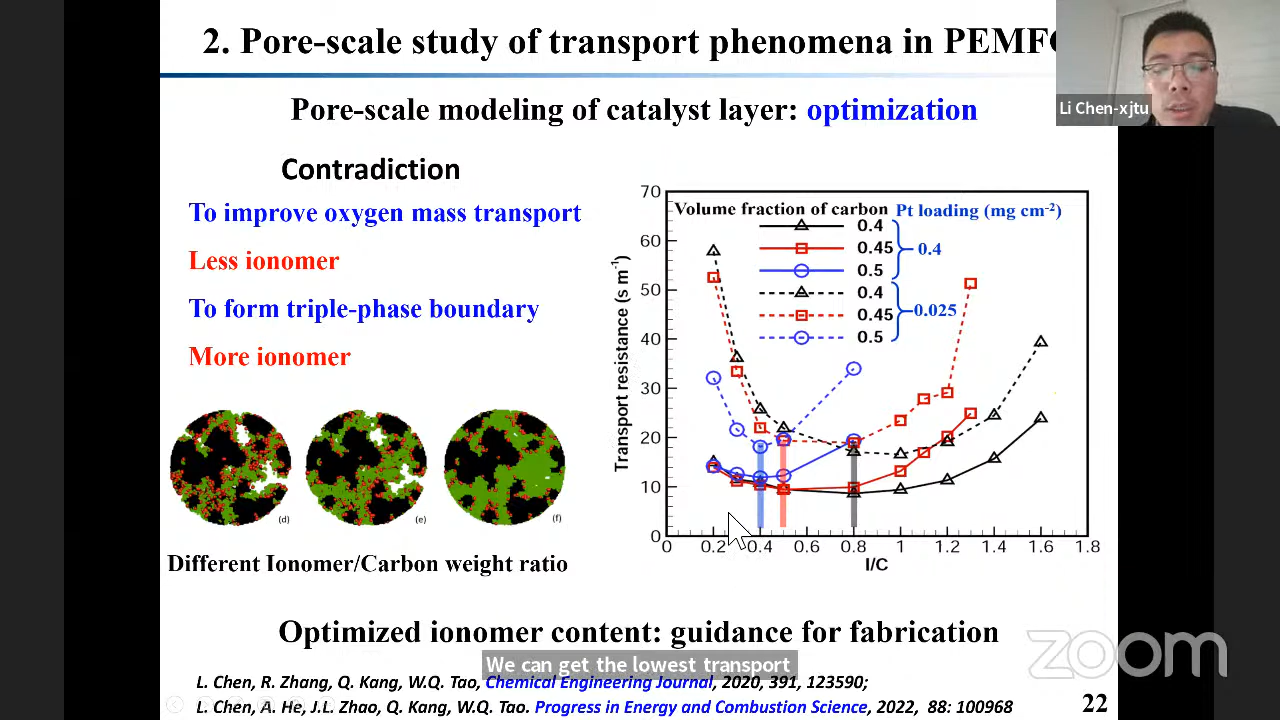 2. Pore-scale study of transport phenomena in PEMF
Li Chen-xjtu
Pore-scale modeling of catalyst layer: optimization
Contradiction
To improve oxygen mass transport
Less ionomer
To form triple-phase boundary
More ionomer
(d)
(e)
(f)
Different Ionomer/Carbon weight ratio
Volume fraction of carbon Pt loading (mg cm-2)
0.4
0.45
0.5
0.4
0.4
0.45
0.5
0.025
Transport resistance (s m-1)
70
60
50
40
30
20
10
0
0 0.2 0.4 0.6 0.8 1 1.2 1.4 1.6 1.8
I/C
Optimized ionomer content: guidance for fabrication
We can get the lowest transport
zoom
L. Chen, R. Zhang, Q. Kang, W.Q. Tao, Chemical Engineering Journal, 2020, 391, 123590;
L. Chen, A. He, J.L. Zhao, Q. Kang, W.Q. Tao. Progress in Energy and Combustion Science, 2022, 88: 100968
22